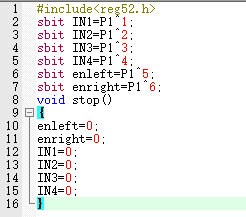 1 #include<reg52.h>
2 sbit IN1=P1^1;
3 sbit IN2=P1^2;
4 sbit IN3=P1^3;
5 sbit IN4=P1^4;
6 sbit enleft=P1^5;
7 sbit enright=P1^6;
8 void stop()
9 {
10 enleft=0;
11 enright=0;
12 IN1=0;
13 IN2=0;
14 IN3=0;
15 IN4=0;
16 }